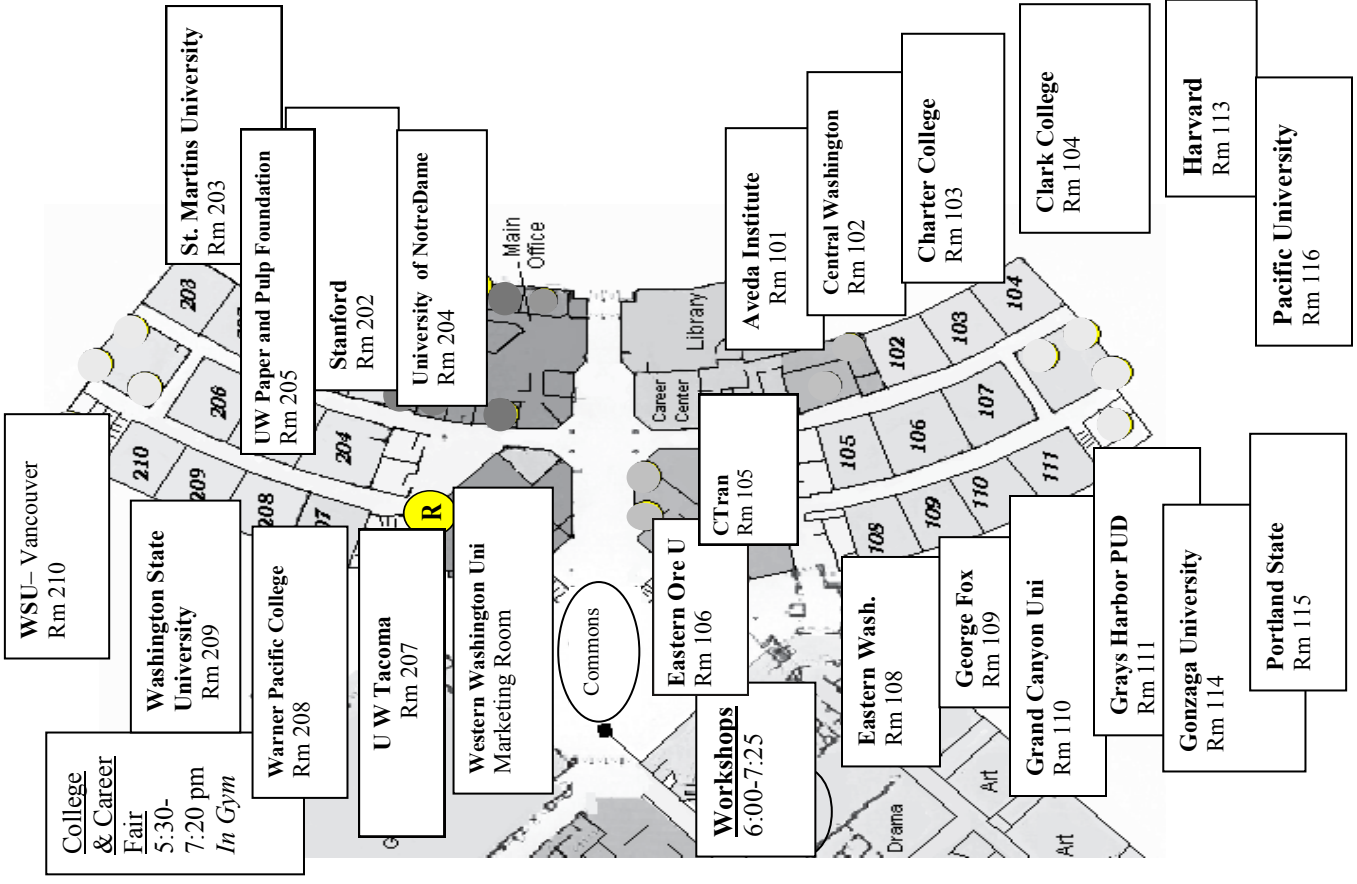 College
& Career
Fair
5:30-
7:20 pm
In Gym
WSU– Vancouver
Rm 210
Washington State
University
Rm 209
Warner Pacific College
Rm 208
U W Tacoma
Rm 207
Western Washington Uni
Marketing Room
St. Martins University
Rm 203
UW Paper and Pulp Foundation
Rm 205
Stanford
Rm 202
University of NotreDame
Rm 204
203
206
204
210
209
08
07
R
Main
Office
Commons
Library
Career
Center
Workshops
6:00-7:25
Eastern Ore U
Rm 106
CTran
Rm 105
Aveda Institute
Rm 101
Central Washington
Rm 102
Charter College
Rm 103
Clark College
Rm 104
102
103
104
105
106
107
108
109
110
111
Drama
Art
Art
Eastern Wash.
Rm 108
George Fox
Rm 109
Grand Canyon Uni
Rm 110
Grays Harbor PUD
Rm 111
Gonzaga University
Rm 114
Portland State
Rm 115
Harvard
Rm 113
Pacific University
Rm 116